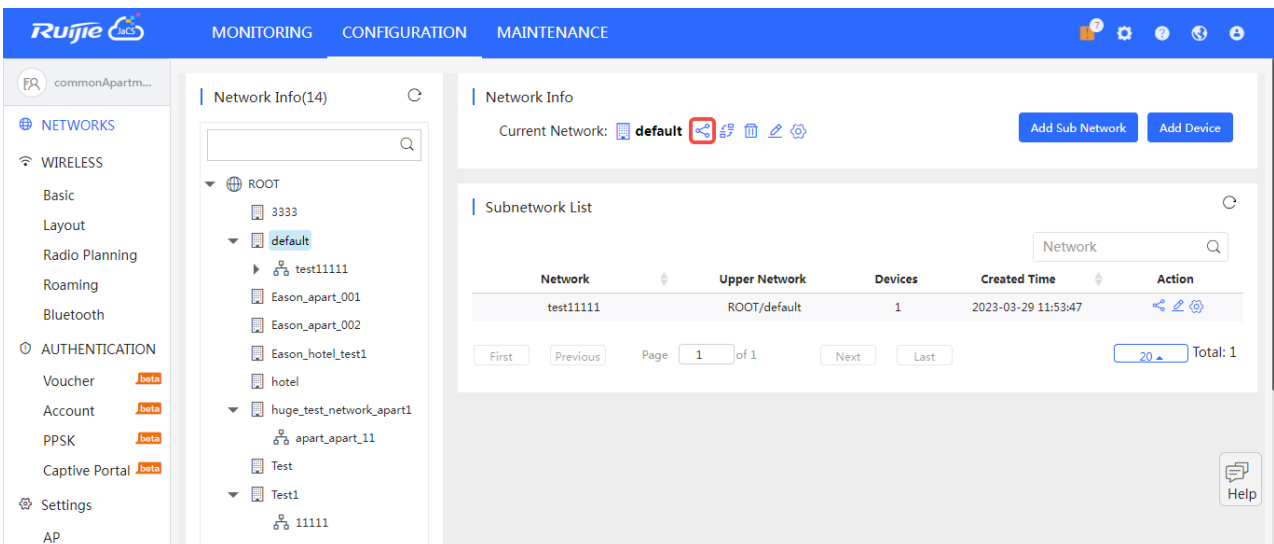 Ruijie JaCS
MONITORING CONFIGURATION MAINTENANCE
7
commonApartm...
NETWORKS
WIRELESS
Basic
Layout
Radio Planning
Roaming
Bluetooth
AUTHENTICATION
Voucher beta
Account beta
PPSK beta
Captive Portal beta
Settings
AP
Network Info(14)
ROOT
3333
default
test11111
Eason_apart_001
Eason_apart_002
Eason_hotel_test1
hotel
huge_test_network_apart1
apart_apart_11
Test
Test1
11111
Network Info
Current Network: default
Add Sub Network Add Device
Subnetwork List
Network
Network Upper Network Devices Created Time Action
test11111 ROOT/default 1 2023-03-29 11:53:47
First Previous Page 1 of 1 Next Last 20 Total: 1
Help